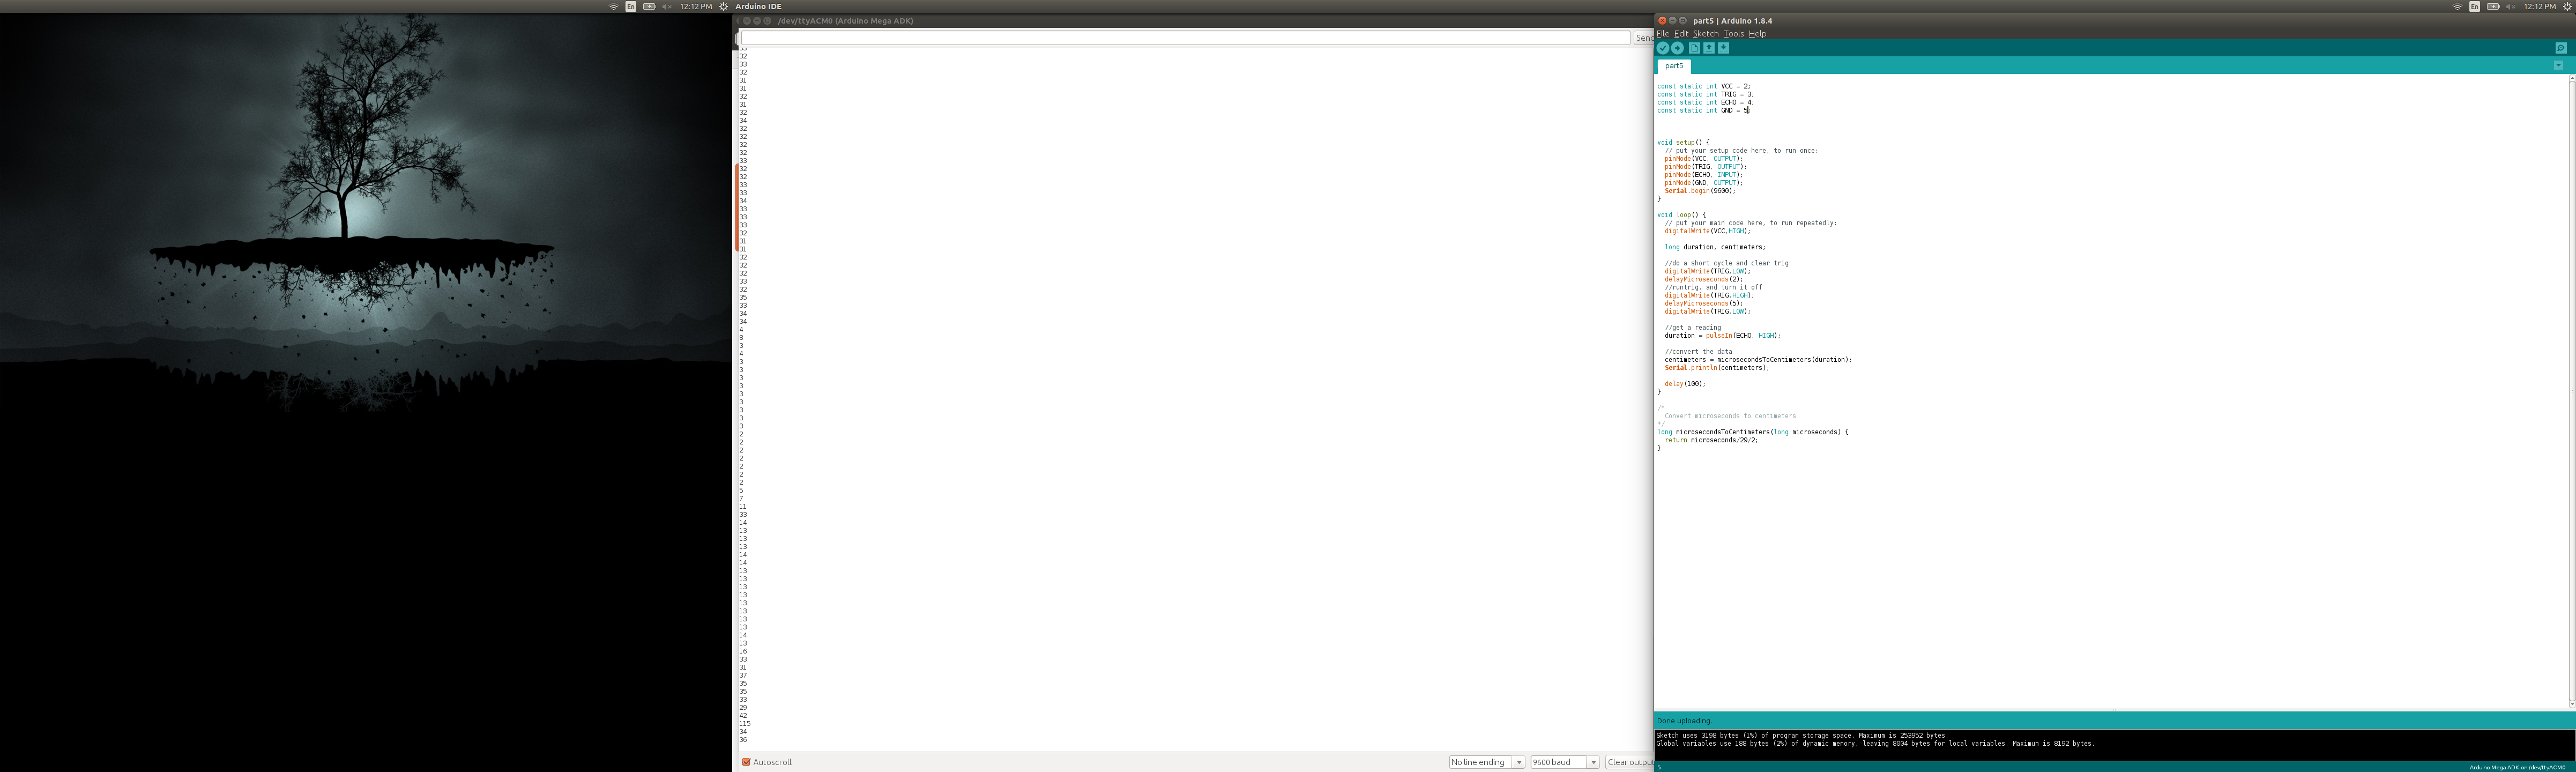 En
12:12 PM
Arduino IDE
En
12:12 PM
/dev/ttyACM0 (Arduino Mega ADK)
Send
33
32
33
32
31
31
32
31
32
34
32
32
32
32
33
32
32
33
33
34
33
33
33
32
31
31
32
32
32
33
32
35
33
34
34
4
8
3
4
3
3
3
3
3
3
3
3
3
2
2
2
2
2
2
2
5
7
11
33
14
13
13
13
14
14
13
13
13
13
13
13
13
13
14
13
16
33
31
37
35
35
33
29
42
115
34
36
Autoscroll
No line ending
9600 baud
Clear output
part5 | Arduino 1.8.4
File Edit Sketch Tools Help
part5
const static int VCC = 2;
const static int TRIG = 3;
const static int ECHO = 4;
const static int GND = 5;
void setup() {
// put your setup code here, to run once:
pinMode(VCC, OUTPUT);
pinMode(TRIG, OUTPUT);
pinMode(ECHO, INPUT);
pinMode(GND, OUTPUT);
Serial.begin(9600);
}
void loop() {
// put your main code here, to run repeatedly:
digitalWrite(VCC,HIGH);
long duration, centimeters;
//do a short cycle and clear trig
digitalWrite(TRIG,LOW);
delayMicroseconds(2);
//runtrig, and turn it off
digitalWrite(TRIG,HIGH);
delayMicroseconds(5);
digitalWrite(TRIG,LOW);
//get a reading
duration = pulseIn(ECHO, HIGH);
//convert the data
centimeters = microsecondsToCentimeters(duration);
Serial.println(centimeters);
delay(100);
}
/*
Convert microseconds to centimeters
*/
long microsecondsToCentimeters(long microseconds) {
return microseconds/29/2;
}
Done uploading.
Sketch uses 3198 bytes (1%) of program storage space. Maximum is 253952 bytes.
Global variables use 188 bytes (2%) of dynamic memory, leaving 8004 bytes for local variables. Maximum is 8192 bytes.
5
Arduino Mega ADK on /dev/ttyACM0